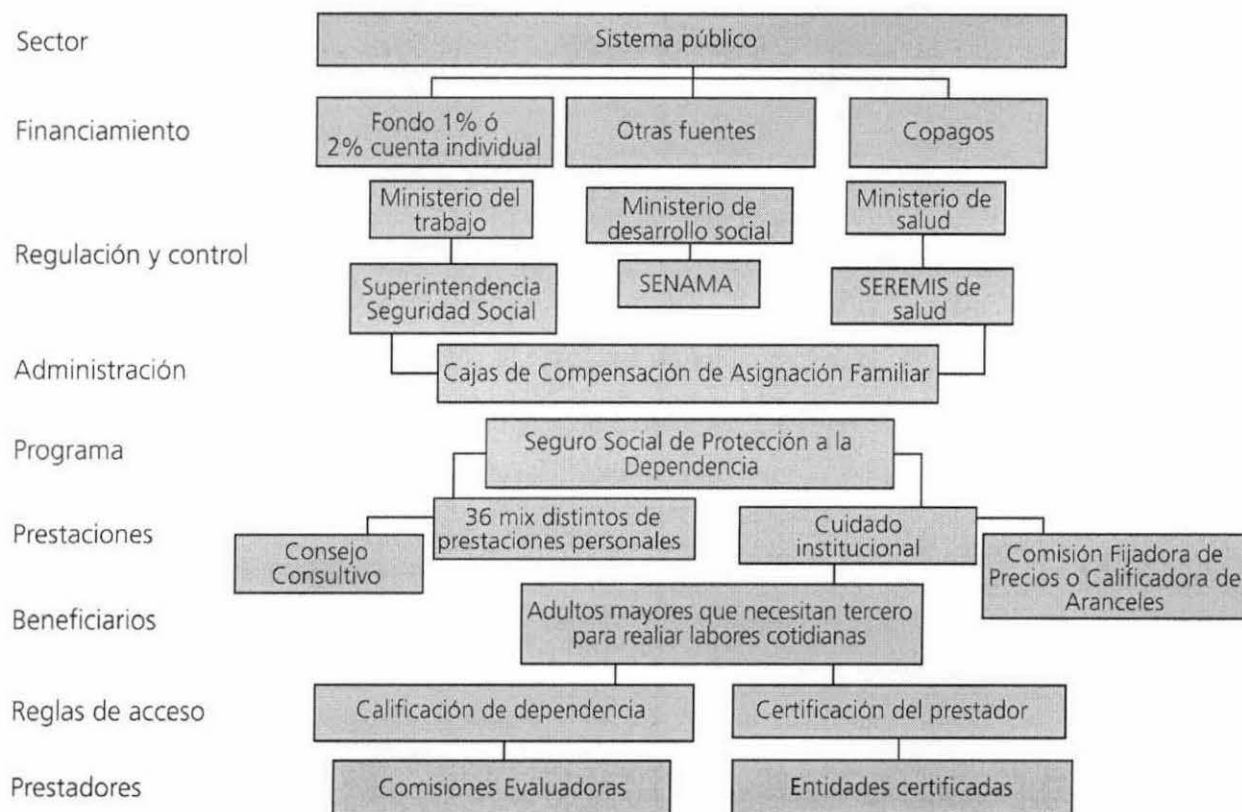 Sector
Sistema público
Financiamiento
Fondo 1% ó
2% cuenta individual
Otras fuentes
Copagos
Regulación y control
Ministerio del
trabajo
Ministerio de
desarrollo social
Ministerio de
salud
Superintendencia
Seguridad Social
SENAMA
SEREMIS de
salud
Administración
Cajas de Compensación de Asignación Familiar
Programa
Seguro Social de Protección a la
Dependencia
Prestaciones
Consejo
Consultivo
36 mix distintos de
prestaciones personales
Cuidado
institucional
Comisión Fijadora de
Precios o Calificadora de
Aranceles
Beneficiarios
Adultos mayores que necesitan tercero
para realiar labores cotidianas
Reglas de acceso
Calificación de dependencia
Certificación del prestador
Prestadores
Comisiones Evaluadoras
Entidades certificadas